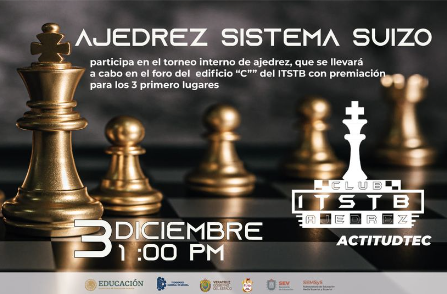 AJEDREZ SISTEMA SUIZO
participa en el torneo interno de ajedrez, que se llevará
a cabo en el foro del edificio “C”” del ITSTB con premiación
para los 3 primero lugares
CLUB
ITSTB
AJEDREZ
ACTITUDTEC
3 DICIEMBRE
1 :00 PM
EDUCACIÓN
VERACRUZ
SEV